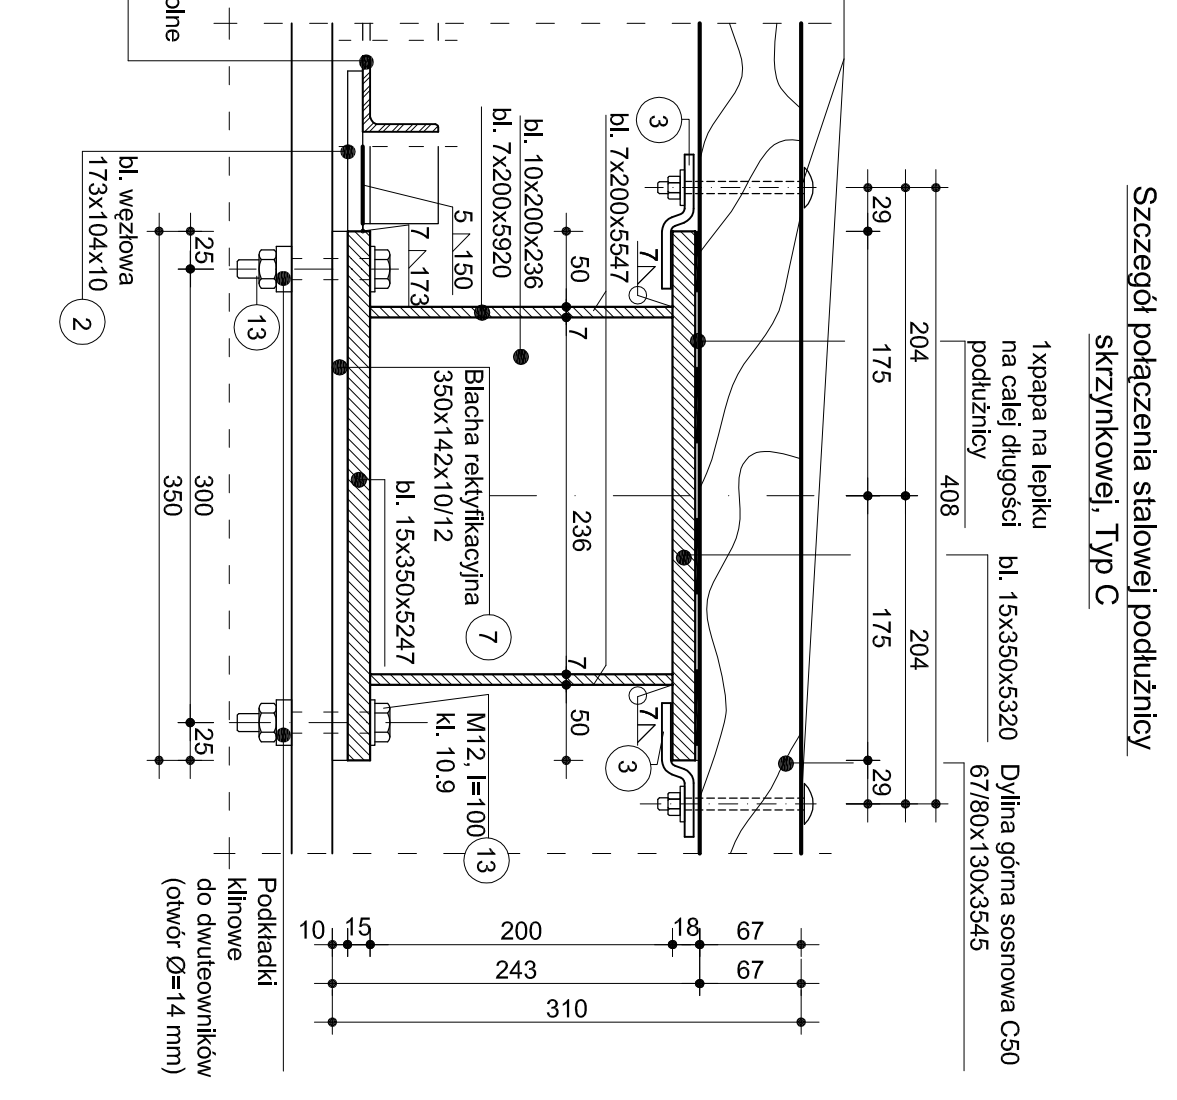 Szczegół połączenia stalowej podłużnicy
skrzynkowej, Typ C
1xpapa na lepiku
na calej długości
podłużnicy
bl. 15x350x5320
Dylina górna sosnowa C50
67/80x130x3545
408
204
204
29
175
175
29
3
bl. 7x200x5547
bl. 10x200x236
bl. 7x200x5920
7
7
3
50
7
236
7
50
5 150
7 173
Blacha rektyfikacyjna
350x142x10/12
7
bl. 15x350x5247
M12, l=100
kl. 10.9
13
bl. węzłowa
173x104x10
2
13
25
300
25
350
Podkładki
klinowe
do dwuteowników
(otwór Ø=14 mm)
10
15
200
18
67
243
67
310
olne